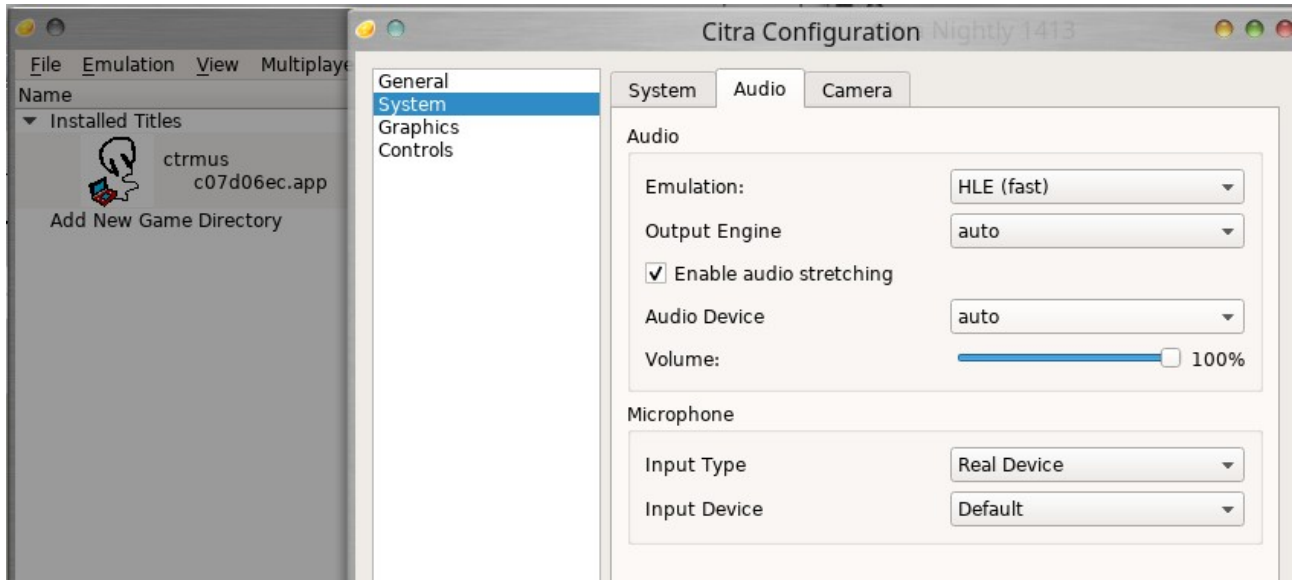 Citra Configuration
Nightly 1413
File Emulation View Multiplaye
Name
Installed Titles
ctrmus
c07d06ec.app
Add New Game Directory
General
System
Graphics
Controls
System Audio Camera
Audio
Emulation: HLE (fast)
Output Engine auto
Enable audio stretching
Audio Device auto
Volume: 100%
Microphone
Input Type Real Device
Input Device Default